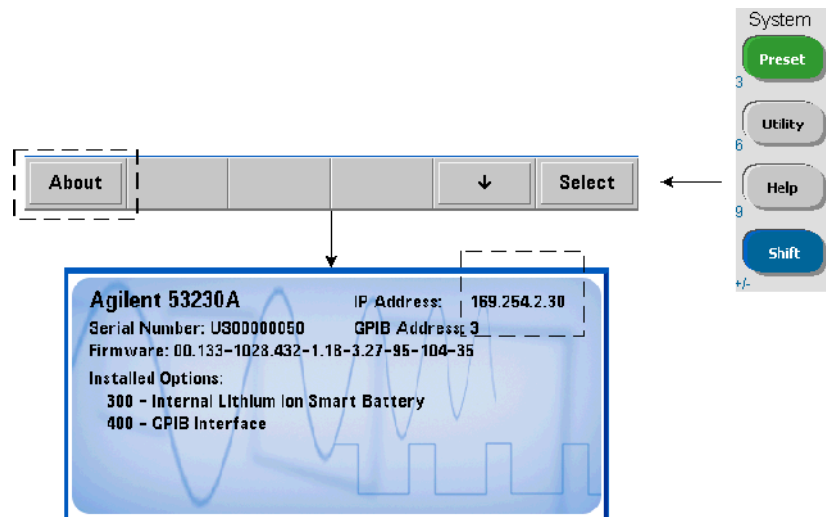 System
Preset
3
Utility
6
Help
9
Shift
+/-
About ↓ Select
Agilent 53230A IP Address: 169.254.2.30
Serial Number: US00000050 GPIB Address: 3
Firmware: 00.133-1028.432-1.18-3.27-95-104-35
Installed Options:
300 - Internal Lithium Ion Smart Battery
400 - GPIB Interface